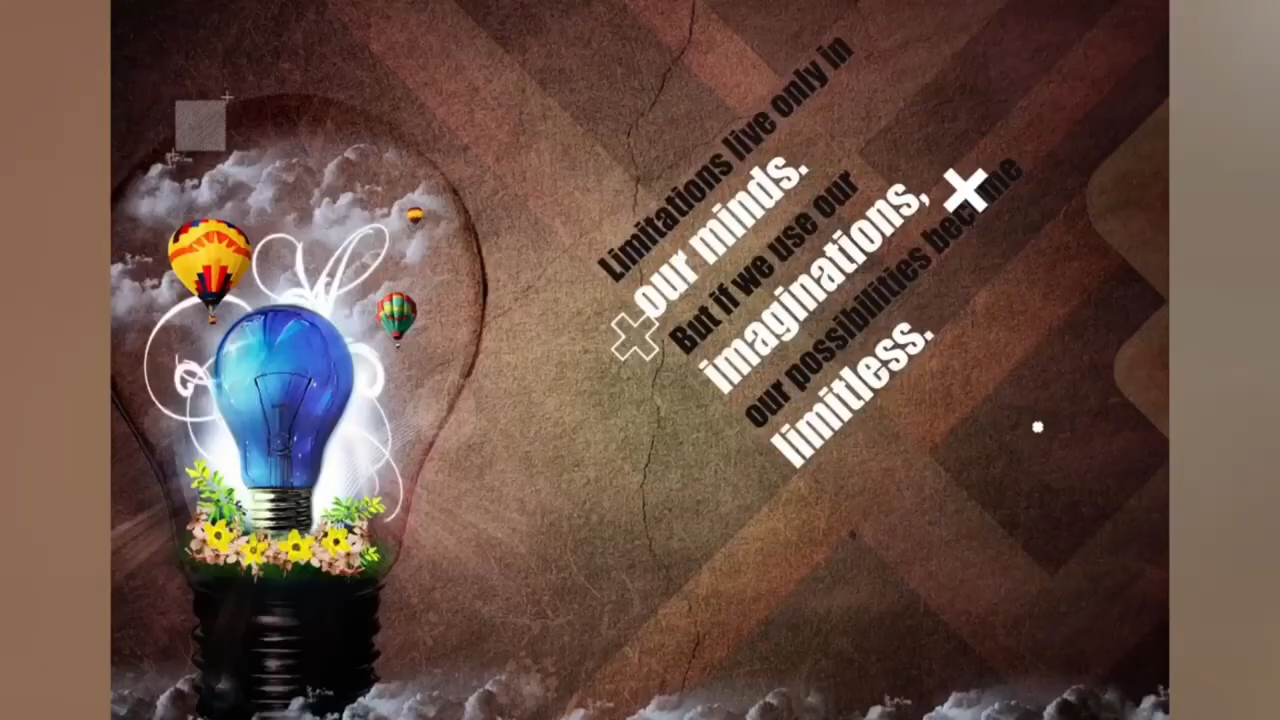 Limitations live only in
our minds.
But if we use our
imaginations,
our possibilities become
limitless.